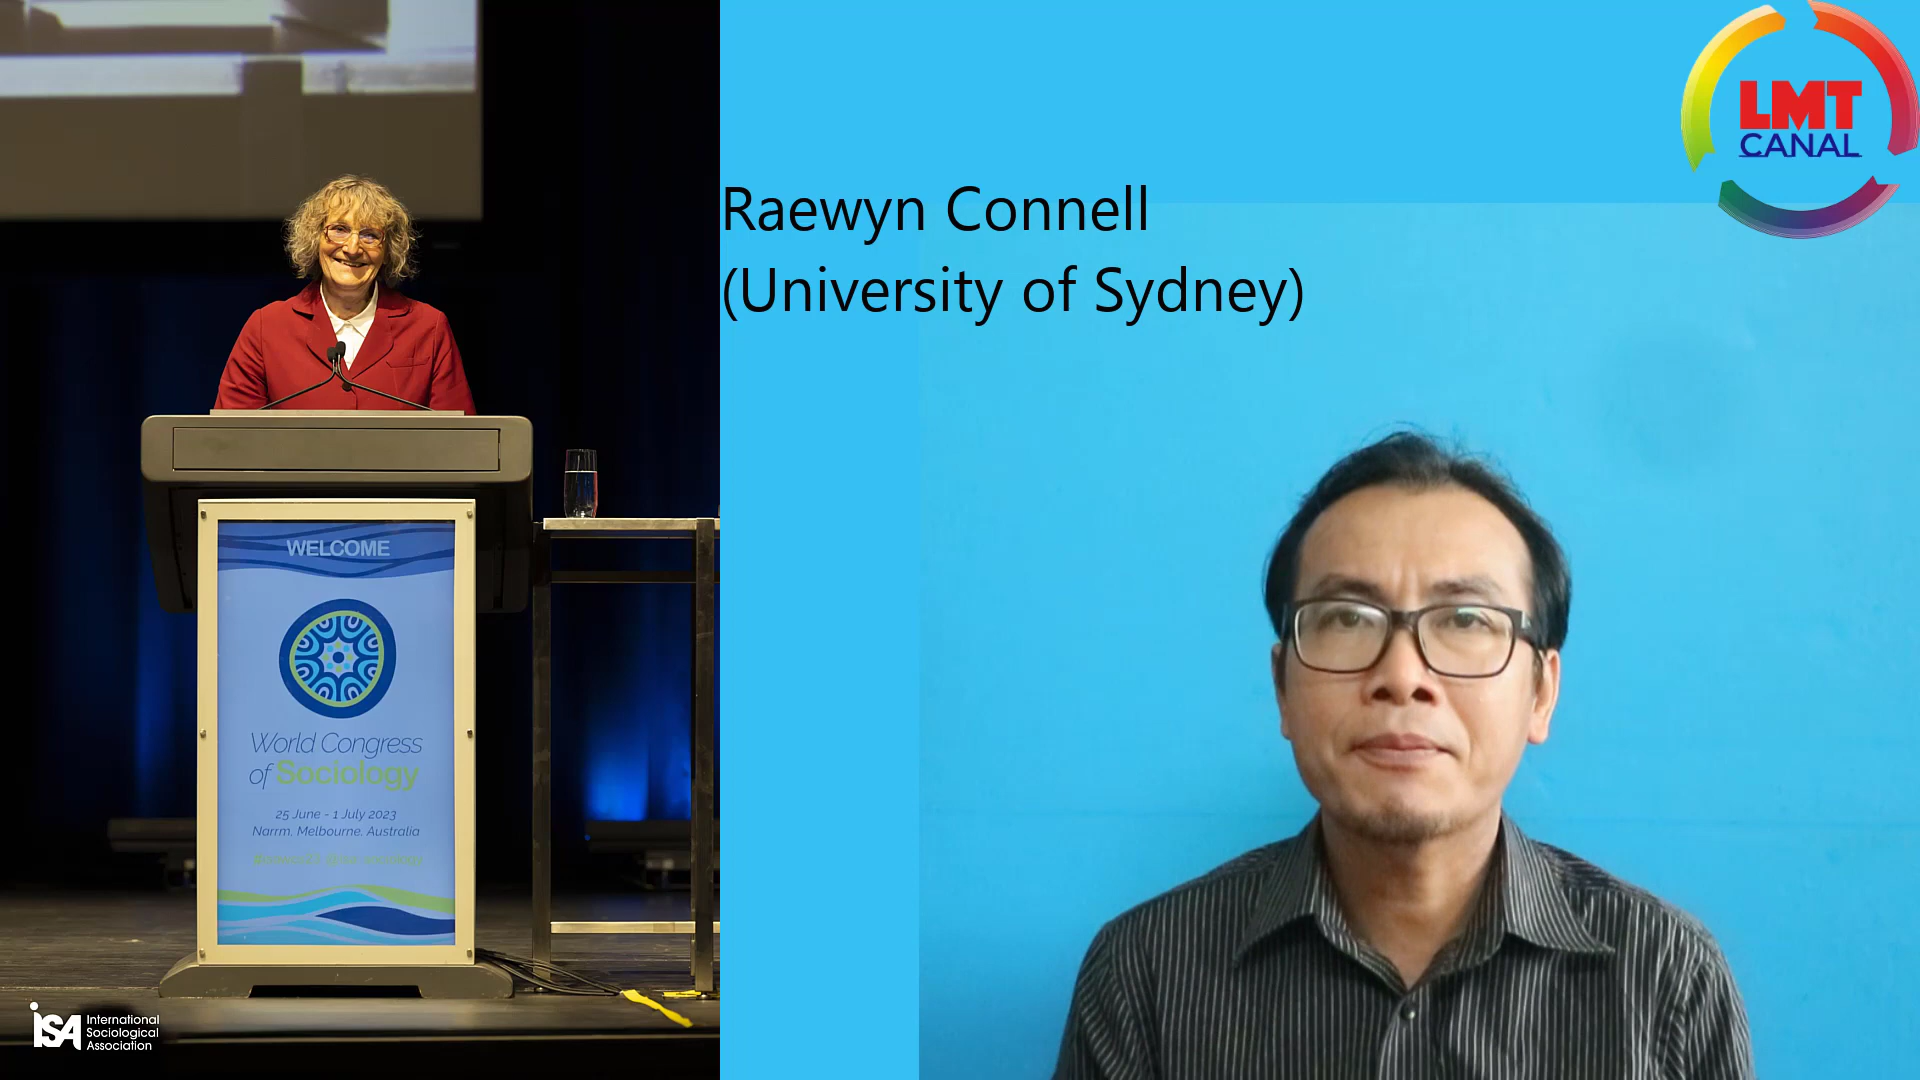 LMT
CANAL
Raewyn Connell
(University of Sydney)
WELCOME
World Congress
of Sociology
25 June - 1 July 2023
Narrm, Melbourne, Australia
isa International
Sociological
Association